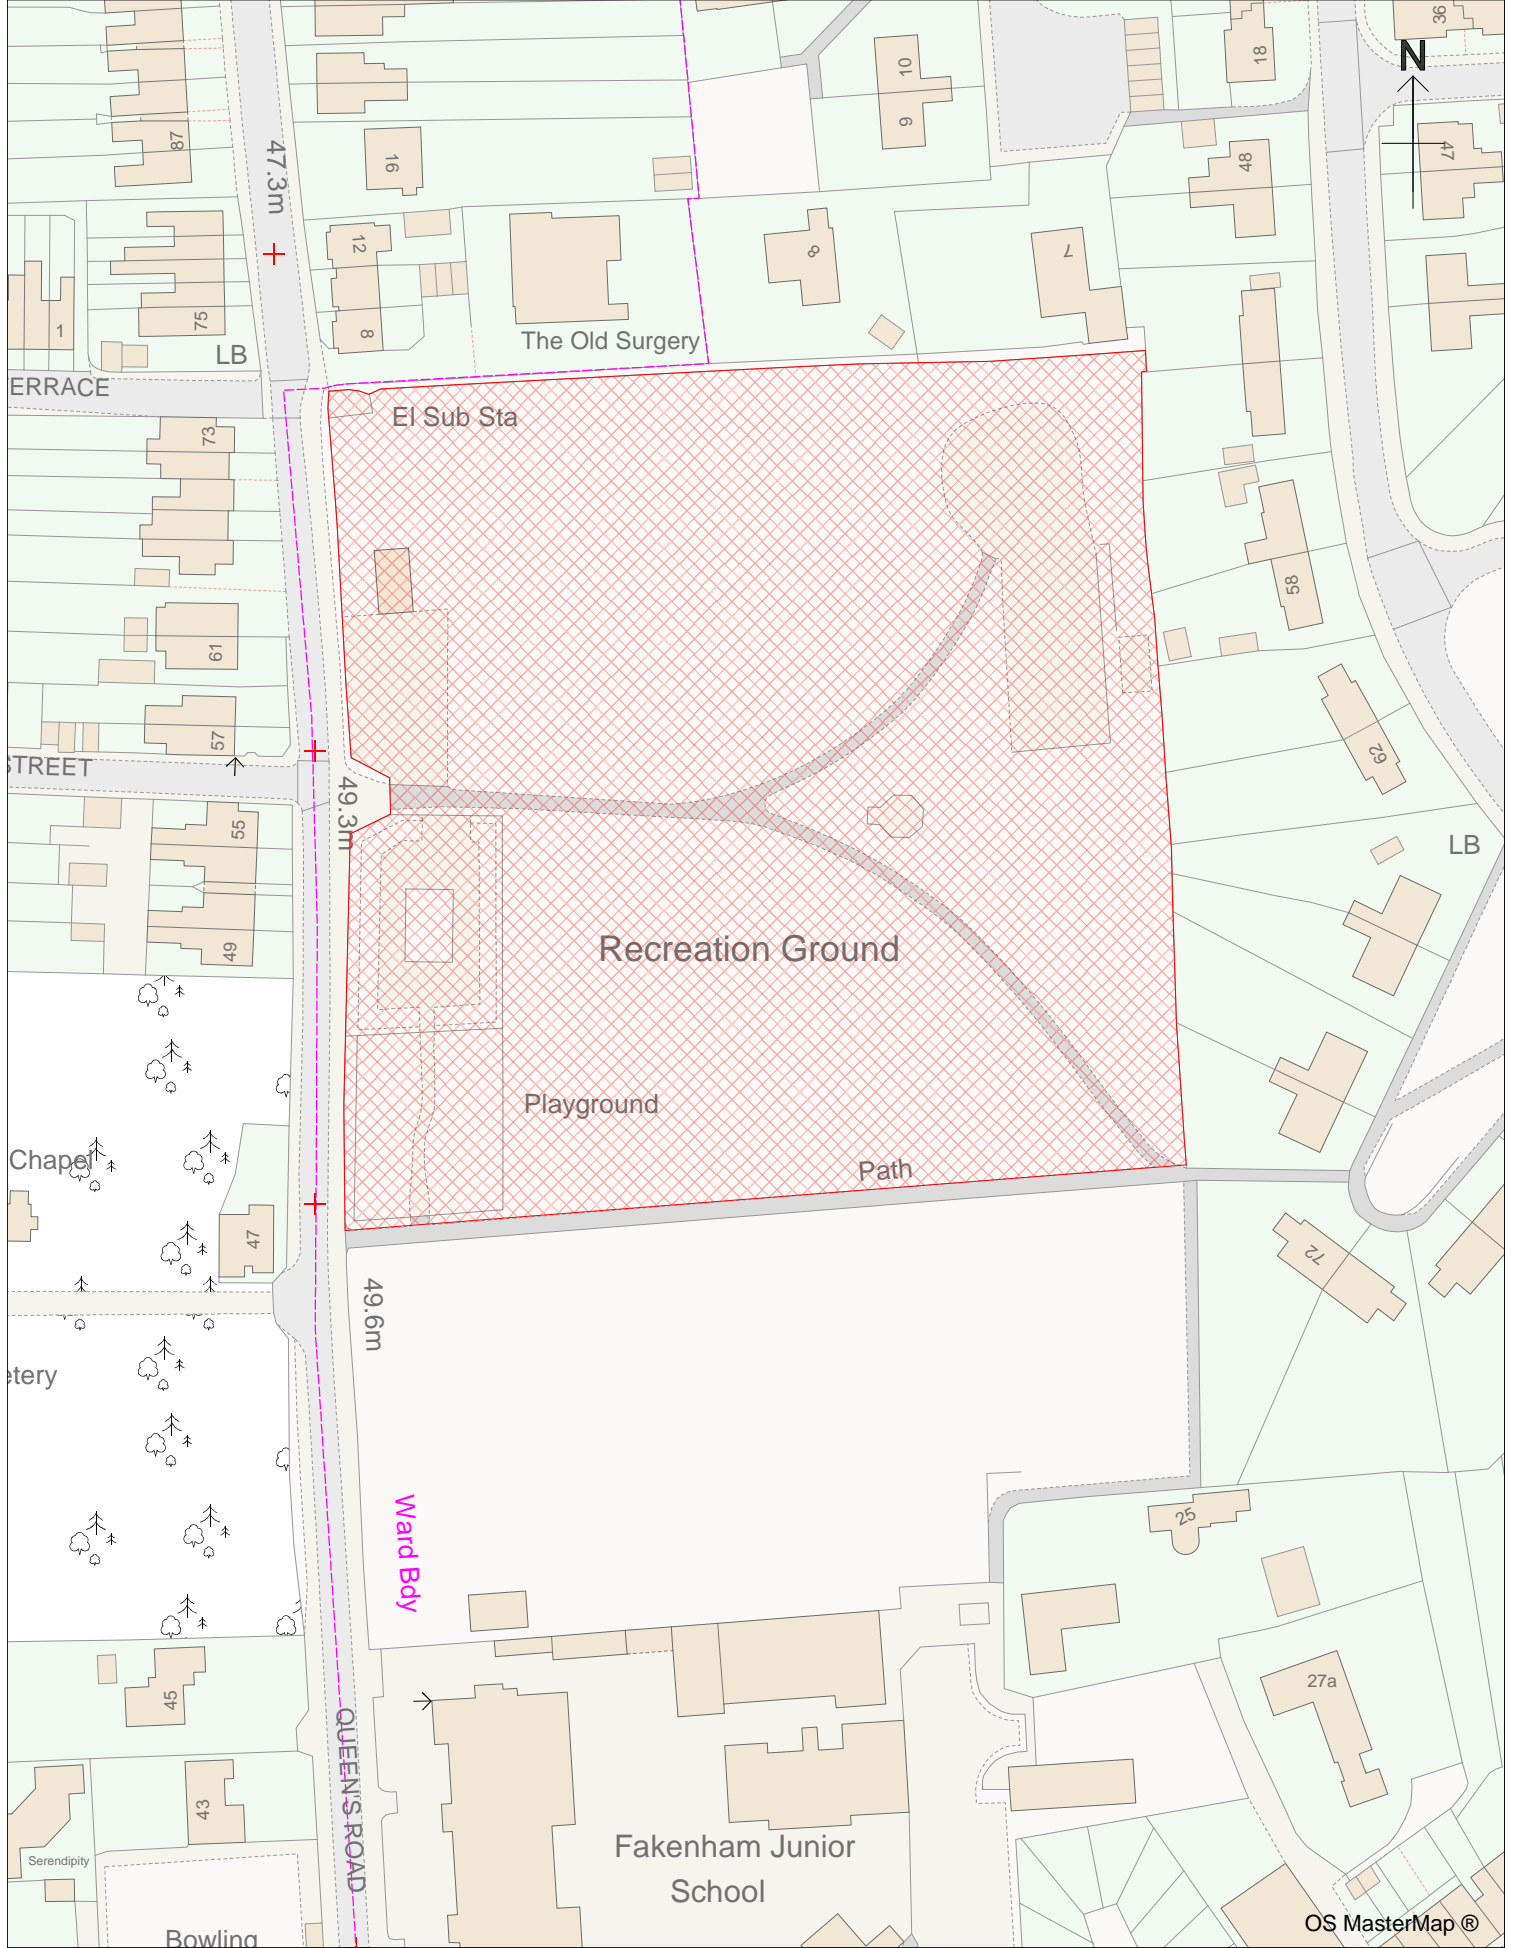 36
N
18
10
9
87
47.3m
16
48
47
12
8
7
8
75
1
LB
The Old Surgery
ERRACE
El Sub Sta
73
58
61
57
STREET
62
49.3m
55
LB
49
Recreation Ground
Playground
Chapel
Path
47
72
49.6m
etery
Ward Bdy
25
45
27a
QUEEN'S ROAD
43
Fakenham Junior
School
Serendipity
Bowling
OS MasterMap ®